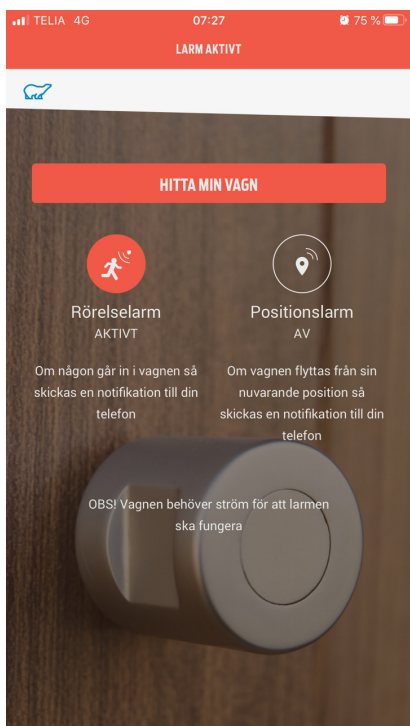 TELIA 4G 07:27 75 %
LARM AKTIVT
HITTA MIN VAGN
Rörelselarm
AKTIVT
Om någon går in i vagnen så
skickas en notifikation till din
telefon
Positionslarm
AV
Om vagnen flyttas från sin
nuvarande position så
skickas en notifikation till din
telefon
OBS! Vagnen behöver ström för att larmen
ska fungera